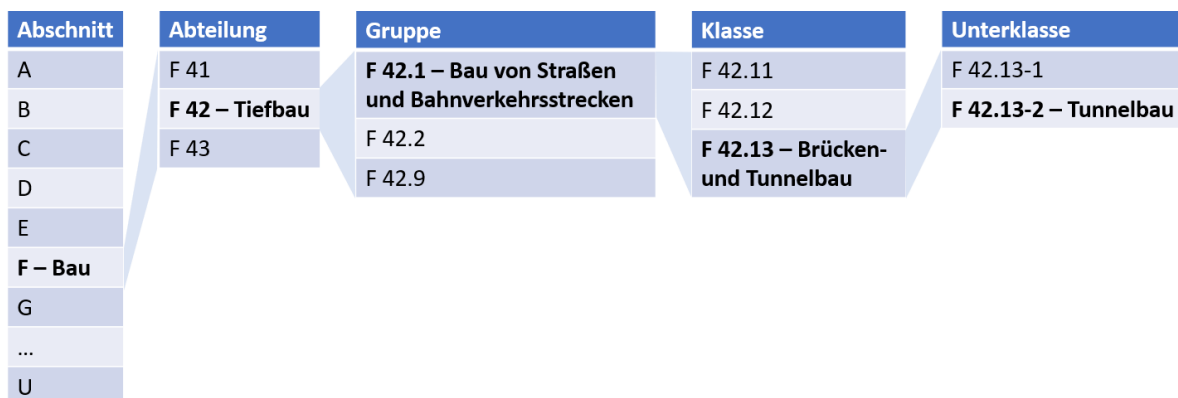 Abschnitt
A
B
C
D
E
F – Bau
G
...
U
Abteilung
F 41
F 42 – Tiefbau
F 43
Gruppe
F 42.1 – Bau von Straßen
und Bahnverkehrsstrecken
F 42.2
F 42.9
Klasse
F 42.11
F 42.12
F 42.13 – Brücken-
und Tunnelbau
Unterklasse
F 42.13-1
F 42.13-2 – Tunnelbau